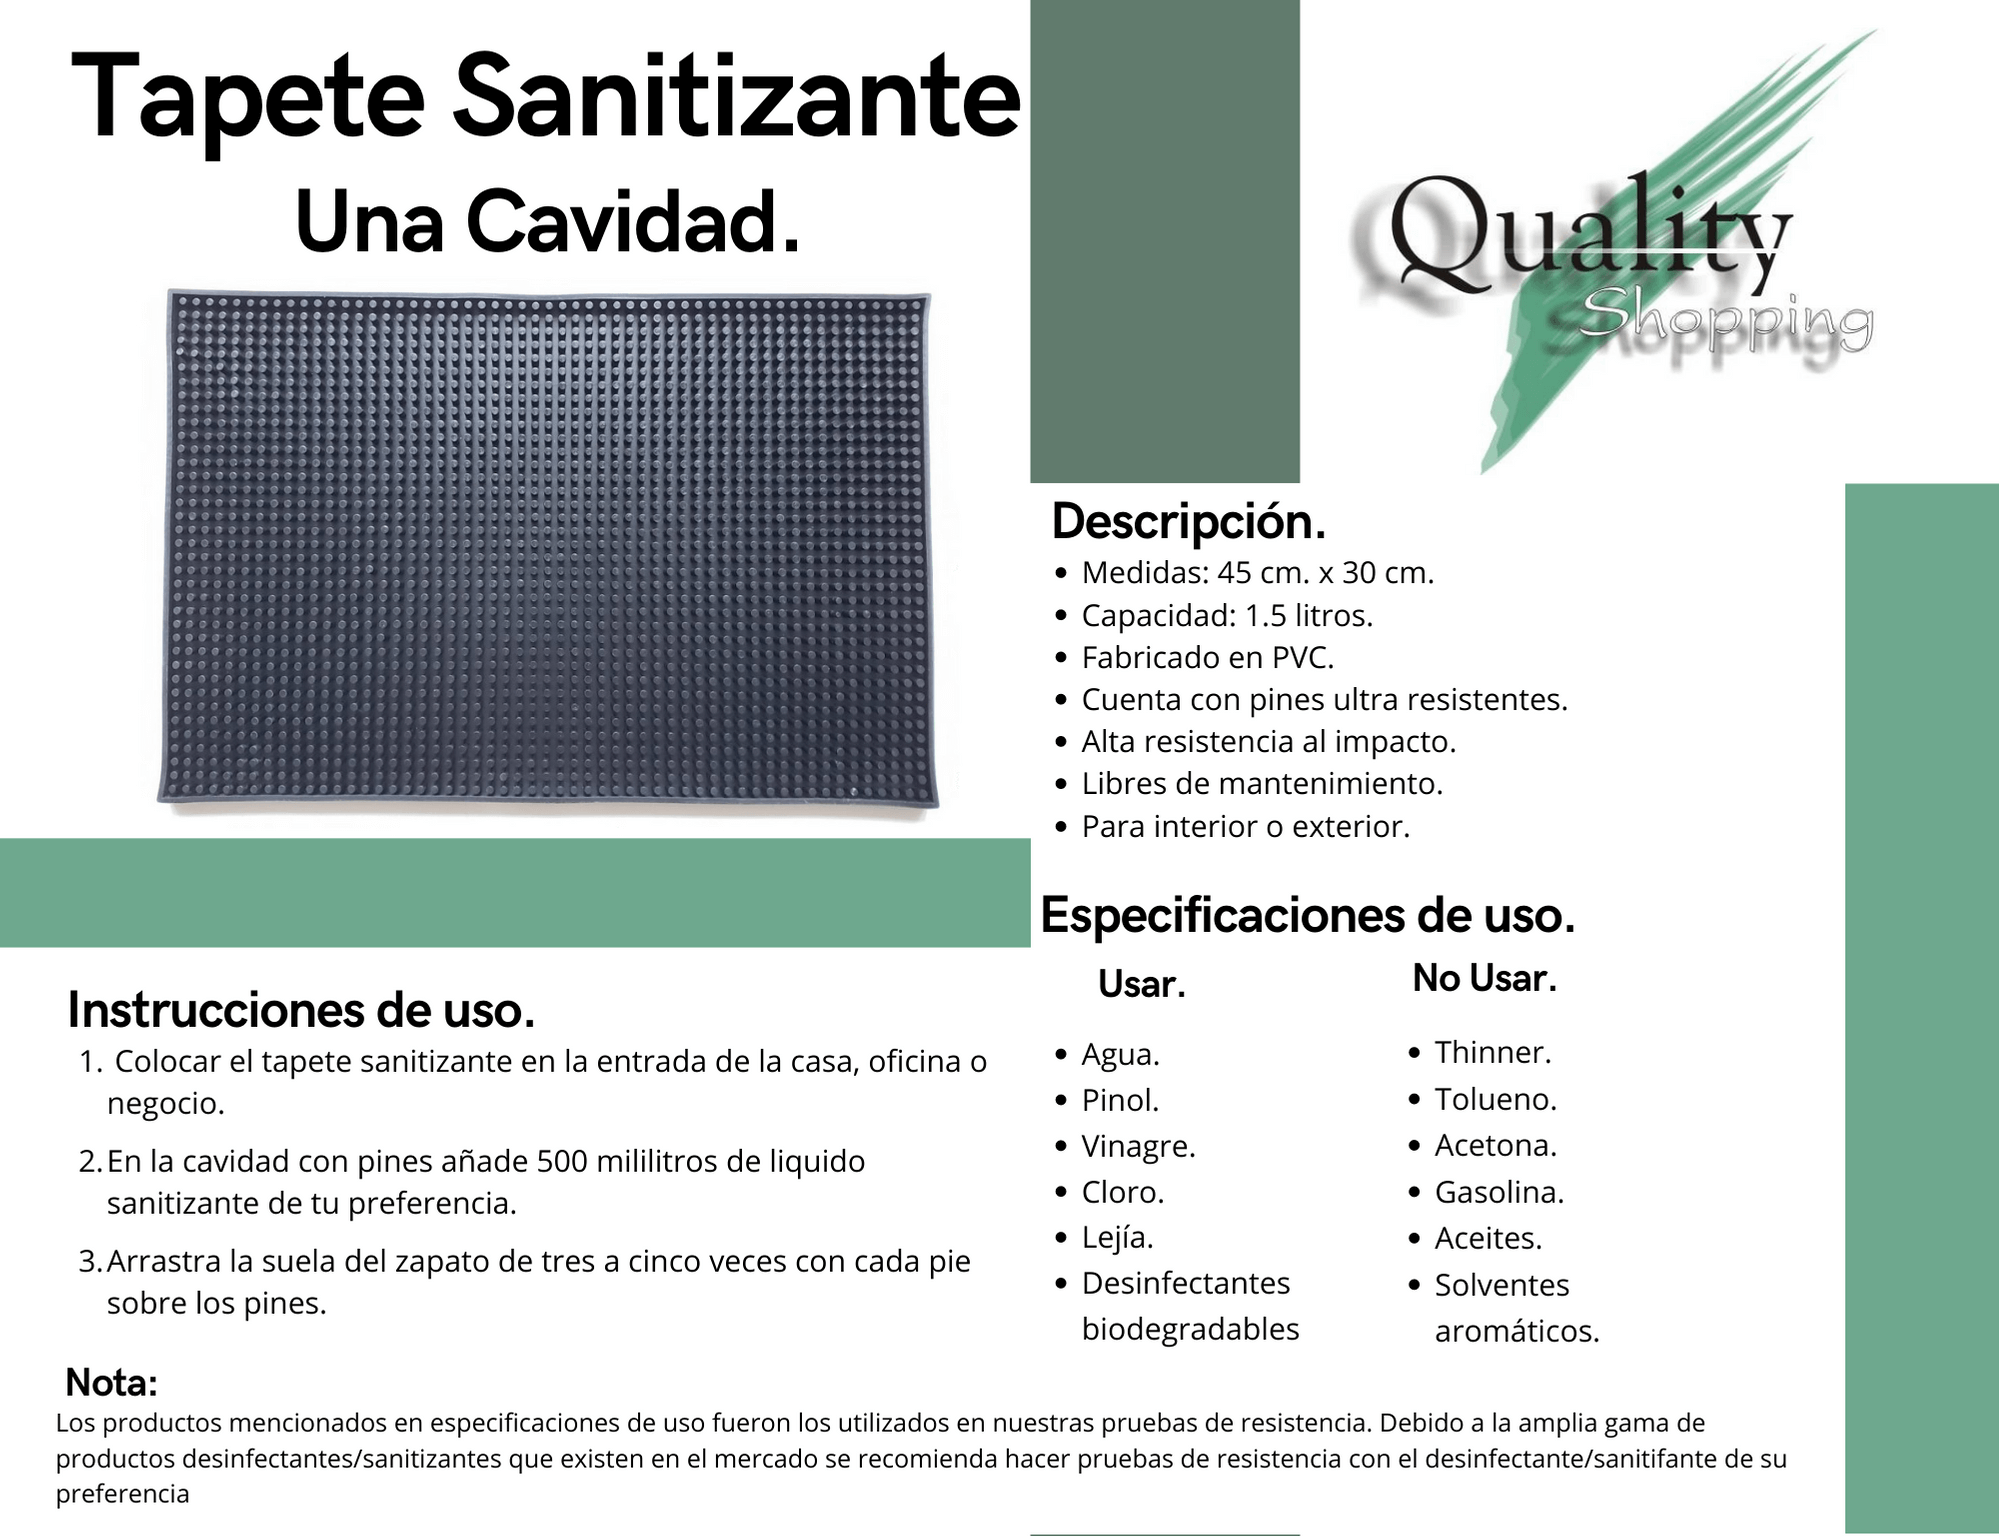 Tapete Sanitizante
Una Cavidad.
Quality
Shopping
Descripción.
• Medidas: 45 cm. x 30 cm.
• Capacidad: 1.5 litros.
• Fabricado en PVC.
• Cuenta con pines ultra resistentes.
• Alta resistencia al impacto.
• Libres de mantenimiento.
• Para interior o exterior.
Especificaciones de uso.
Usar.
• Agua.
• Pinol.
• Vinagre.
• Cloro.
• Lejía.
• Desinfectantes
biodegradables
No Usar.
• Thinner.
• Tolueno.
• Acetona.
• Gasolina.
• Aceites.
• Solventes
aromáticos.
Instrucciones de uso.
1. Colocar el tapete sanitizante en la entrada de la casa, oficina o
negocio.
2. En la cavidad con pines añade 500 mililitros de liquido
sanitizante de tu preferencia.
3. Arrastra la suela del zapato de tres a cinco veces con cada pie
sobre los pines.
Nota:
Los productos mencionados en especificaciones de uso fueron los utilizados en nuestras pruebas de resistencia. Debido a la amplia gama de
productos desinfectantes/sanitizantes que existen en el mercado se recomienda hacer pruebas de resistencia con el desinfectante/sanitifante de su
preferencia